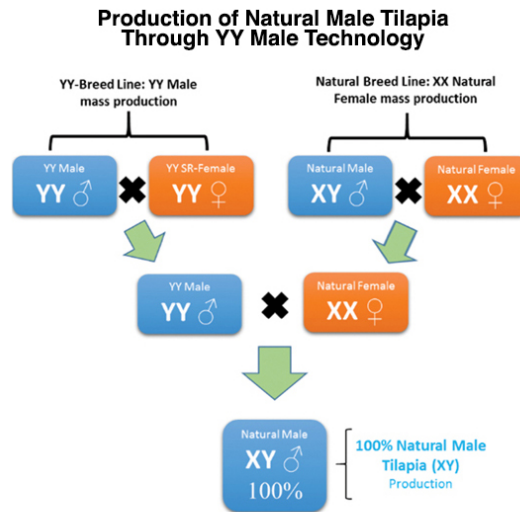 Production of Natural Male Tilapia
Through YY Male Technology
YY-Breed Line: YY Male
mass production
Natural Breed Line: XX Natural
Female mass production
YY Male
YY ♂
YY SR-Female
YY ♀
Natural Male
XY ♂
Natural Female
XX ♀
YY Male
YY ♂
Natural Female
XX ♀
Natural Male
XY ♂
100%
100% Natural Male
Tilapia (XY)
Production